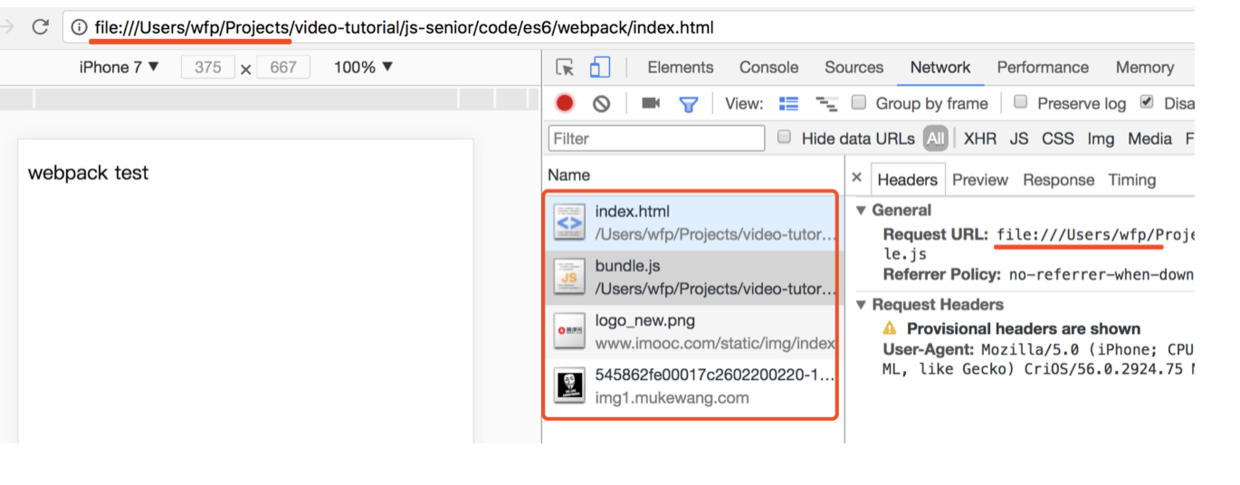 file:///Users/wfp/Projects/video-tutorial/js-senior/code/es6/webpack/index.html
iPhone 7 ▼ 375 x 667 100% ▼
Elements Console Sources Network Performance Memory
View: Group by frame Preserve log Disa
Filter Hide data URLs All XHR JS CSS Img Media F
Name
× Headers Preview Response Timing
webpack test
index.html
/Users/wfp/Projects/video-tutor...
bundle.js
/Users/wfp/Projects/video-tutor...
logo_new.png
www.imooc.com/static/img/index
545862fe00017c2602200220-1...
img1.mukewang.com
▼ General
Request URL: file:///Users/wfp/Proje
le.js
Referrer Policy: no-referrer-when-down
▼ Request Headers
Provisional headers are shown
User-Agent: Mozilla/5.0 (iPhone; CPU
ML, like Gecko) CriOS/56.0.2924.75 M